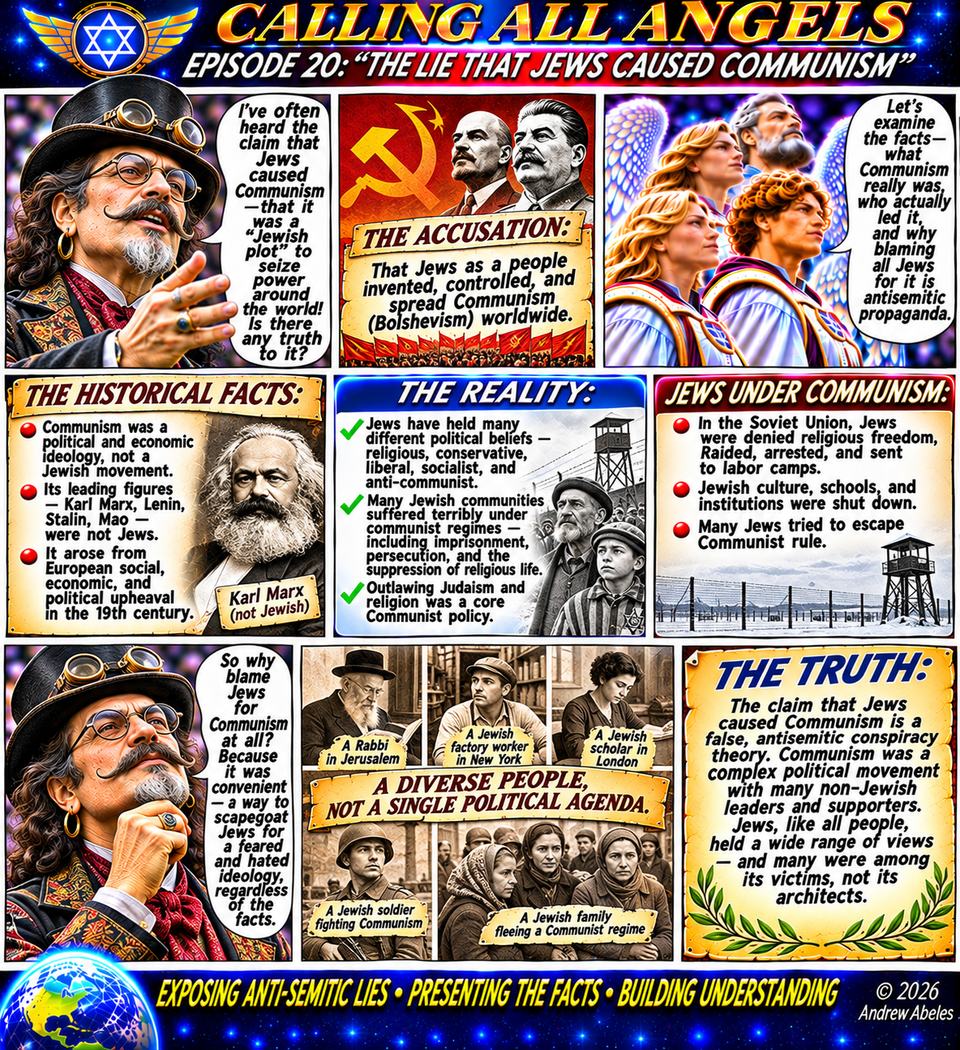 CALLING ALL ANGELS
EPISODE 20: “THE LIE THAT JEWS CAUSED COMMUNISM”
I've often
heard the
claim that
Jews
caused
Communism
—that it
was a
“Jewish
plot” to
seize
power
around
the world!
Is there
any truth
to it?
THE ACCUSATION:
That Jews as a people
invented, controlled, and
spread Communism
(Bolshevism) worldwide.
Let's
examine
the facts—
what
Communism
really was,
who actually
led it,
and why
blaming
all Jews
for it is
antisemitic
propaganda.
THE HISTORICAL FACTS:
Communism was a
political and economic
ideology, not a
Jewish movement.
Its leading figures
— Karl Marx, Lenin,
Stalin, Mao —
were not Jews.
It arose from
European social,
economic, and
political upheaval
in the 19th century.
Karl Marx
(not Jewish)
THE REALITY:
Jews have held many
different political beliefs —
religious, conservative,
liberal, socialist, and
anti-communist.
Many Jewish communities
suffered terribly under
communist regimes —
including imprisonment,
persecution, and the
suppression of religious life.
Outlawing Judaism and
religion was a core
Communist policy.
JEWS UNDER COMMUNISM:
In the Soviet Union, Jews
were denied religious freedom,
Raided, arrested, and sent
to labor camps.
Jewish culture, schools, and
institutions were shut down.
Many Jews tried to escape
Communist rule.
So why
blame
Jews
for
Communism
at all?
Because
it was
convenient
— a way to
scapegoat
Jews for
a feared
and hated
ideology,
regardless
of the
facts.
A Rabbi
in Jerusalem
A Jewish
factory worker
in New York
A Jewish
scholar in
London
A DIVERSE PEOPLE,
NOT A SINGLE POLITICAL AGENDA.
A Jewish soldier
fighting Communism
A Jewish family
fleeing a Communist regime
THE TRUTH:
The claim that Jews
caused Communism is a
false, antisemitic conspiracy
theory. Communism was a
complex political movement
with many non-Jewish
leaders and supporters.
Jews, like all people,
held a wide range of views
— and many were among
its victims, not its
architects.
EXPOSING ANTI-SEMITIC LIES • PRESENTING THE FACTS • BUILDING UNDERSTANDING
© 2026
Andrew Abeles